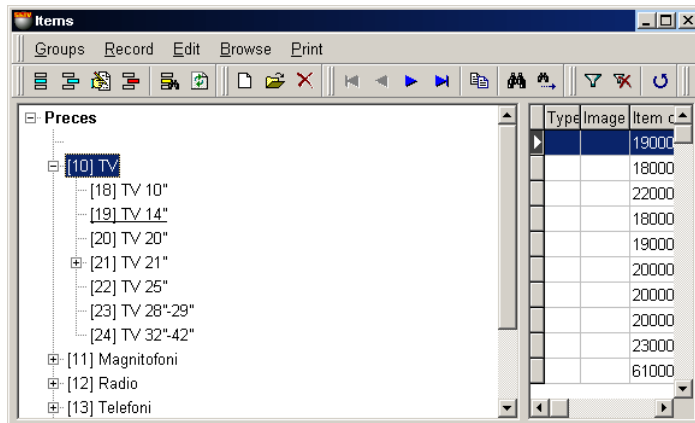 Items
Groups Record Edit Browse Print
Preces
[10] TV
[18] TV 10"
[19] TV 14"
[20] TV 20"
[21] TV 21"
[22] TV 25"
[23] TV 28"-29"
[24] TV 32"-42"
[11] Magnitofoni
[12] Radio
[13] Telefoni
Type Image Item c
19000
18000
22000
18000
19000
20000
20000
20000
23000
61000